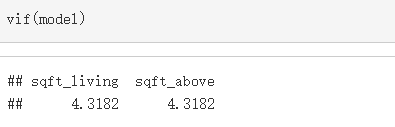 vif(model)
## sqft_living  sqft_above
##      4.3182      4.3182